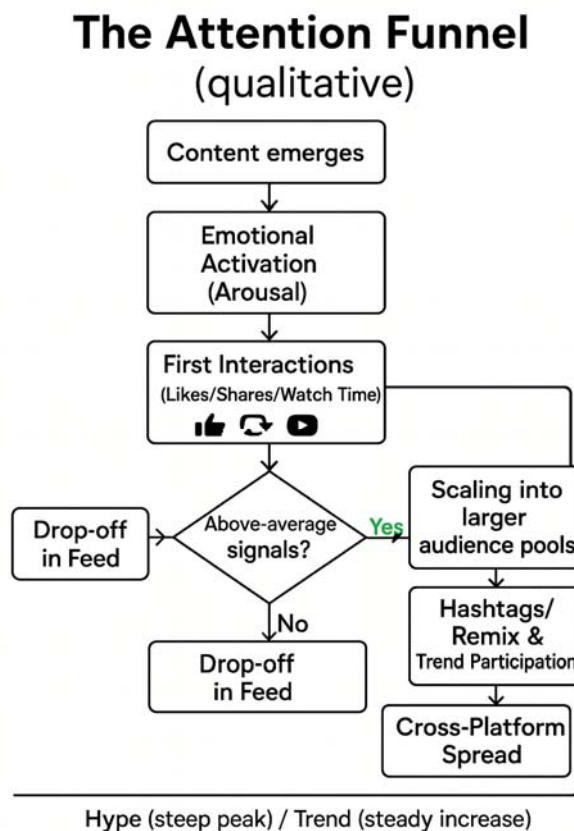 The Attention Funnel
(qualitative)
Content emerges
Emotional
Activation
(Arousal)
First Interactions
(Likes/Shares/Watch Time)
Above-average
signals?
Yes
Scaling into
larger
audience pools
Drop-off
in Feed
No
Drop-off
in Feed
Hashtags/
Remix &
Trend Participation
Cross-Platform
Spread
Hype (steep peak) / Trend (steady increase)